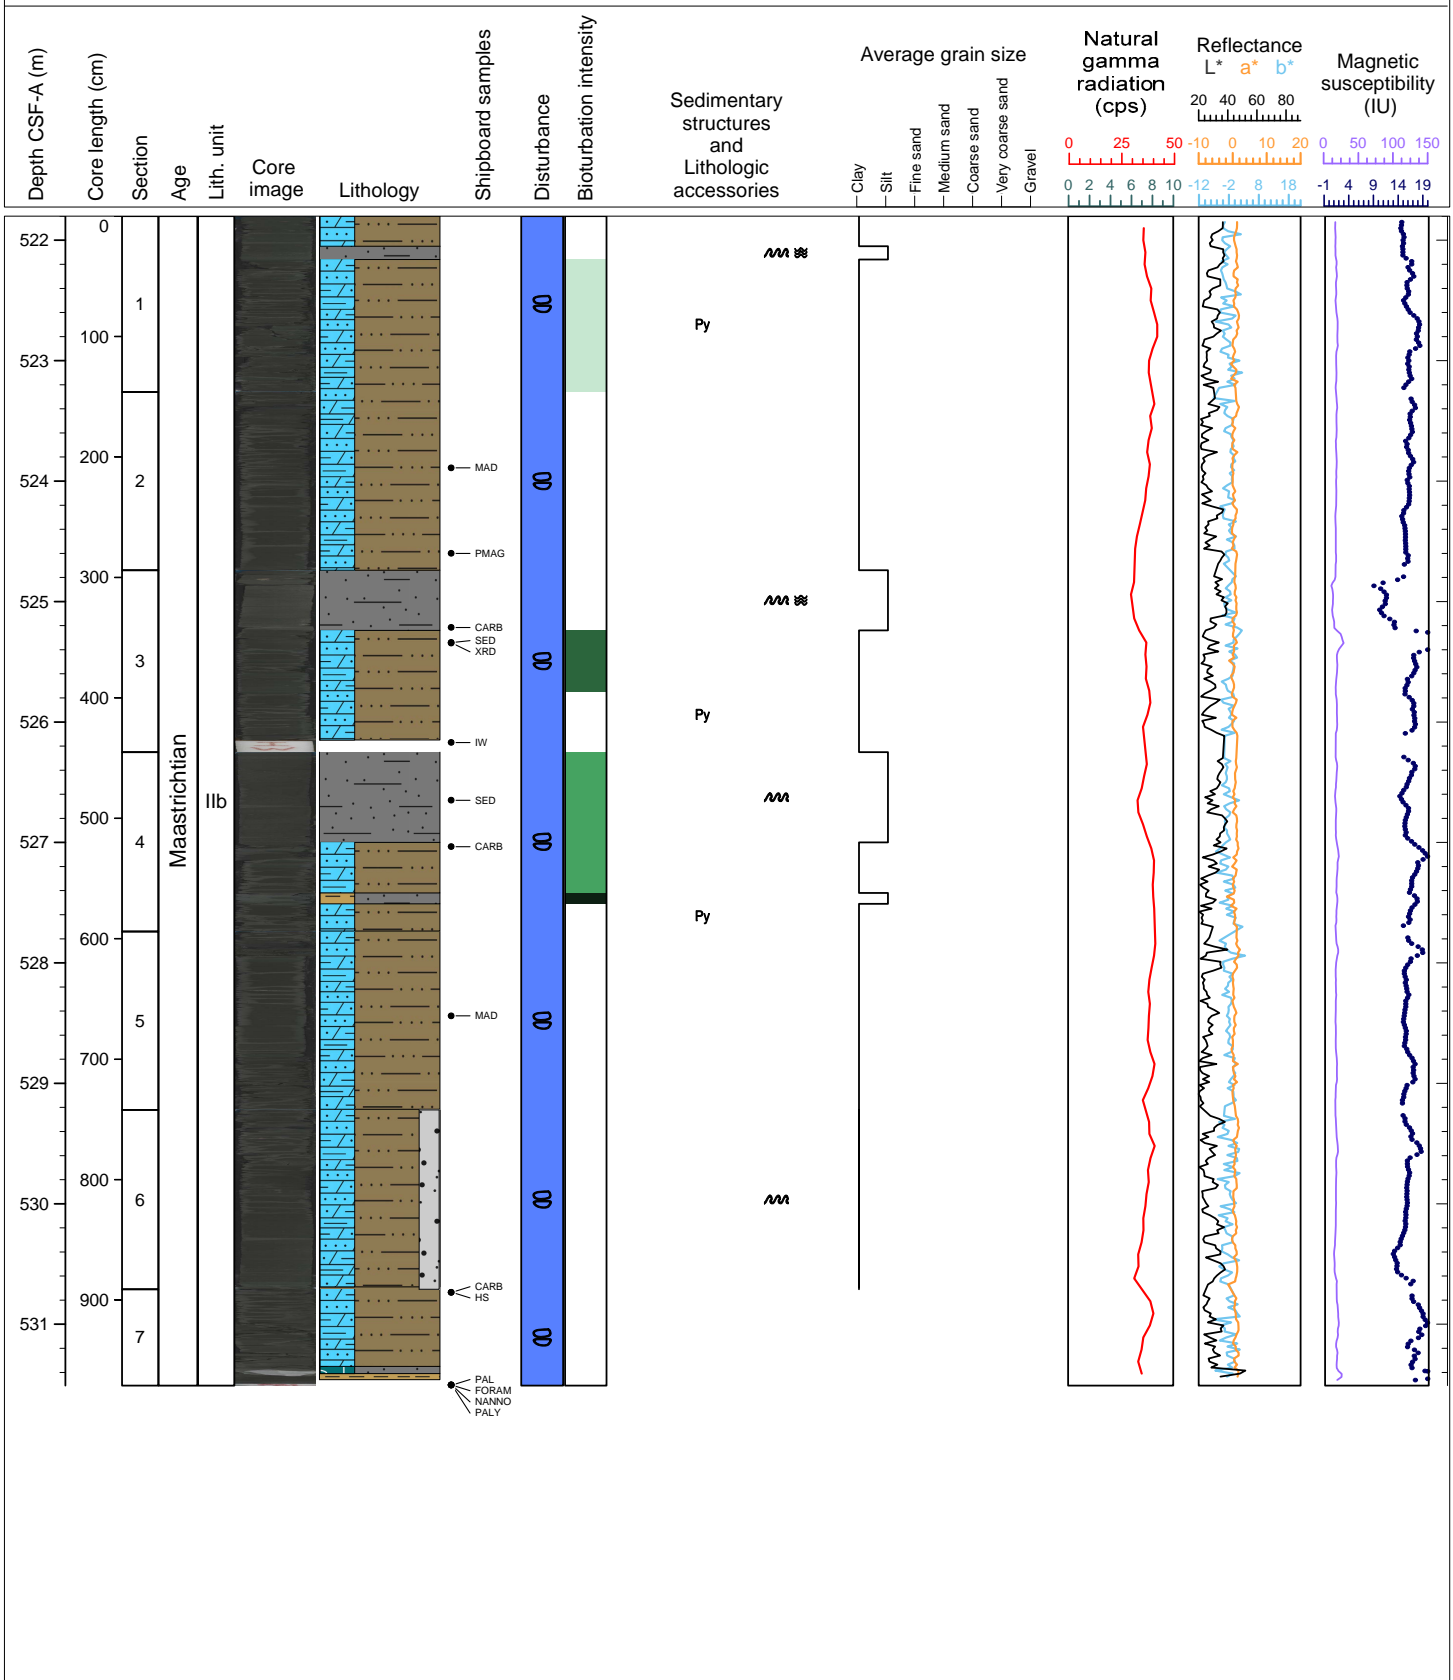 Depth CSF-A (m)
Core length (cm)
Section
Age
Lith. unit
Core
image
Lithology
Shipboard samples
Disturbance
Bioturbation intensity
Sedimentary
structures
and
Lithologic
accessories
Average grain size
Clay
Silt
Fine sand
Medium sand
Coarse sand
Very coarse sand
Gravel
Natural
gamma
radiation
(cps)
0 25 50
0 2 4 6 8 10
Reflectance
L* a* b*
20 40 60 80
-10 0 10 20
-12 -2 8 18
Magnetic
susceptibility
(IU)
0 50 100 150
-1 4 9 14 19
522
523
524
525
526
527
528
529
530
531
0
100
200
300
400
500
600
700
800
900
1
2
3
4
5
6
7
Maastrichtian
IIb
MAD
PMAG
CARB
SED
XRD
IW
SED
CARB
MAD
CARB
HS
PAL
FORAM
NANNO
PALY
Py
Py
Py